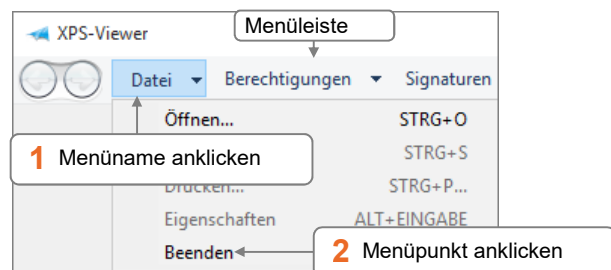 XPS-Viewer
Menüleiste
Datei Berechtigungen Signaturen
Öffnen... STRG+O
1 Menüname anklicken
STRG+S
Drucken... STRG+P...
Eigenschaften ALT+EINGABE
Beenden
2 Menüpunkt anklicken